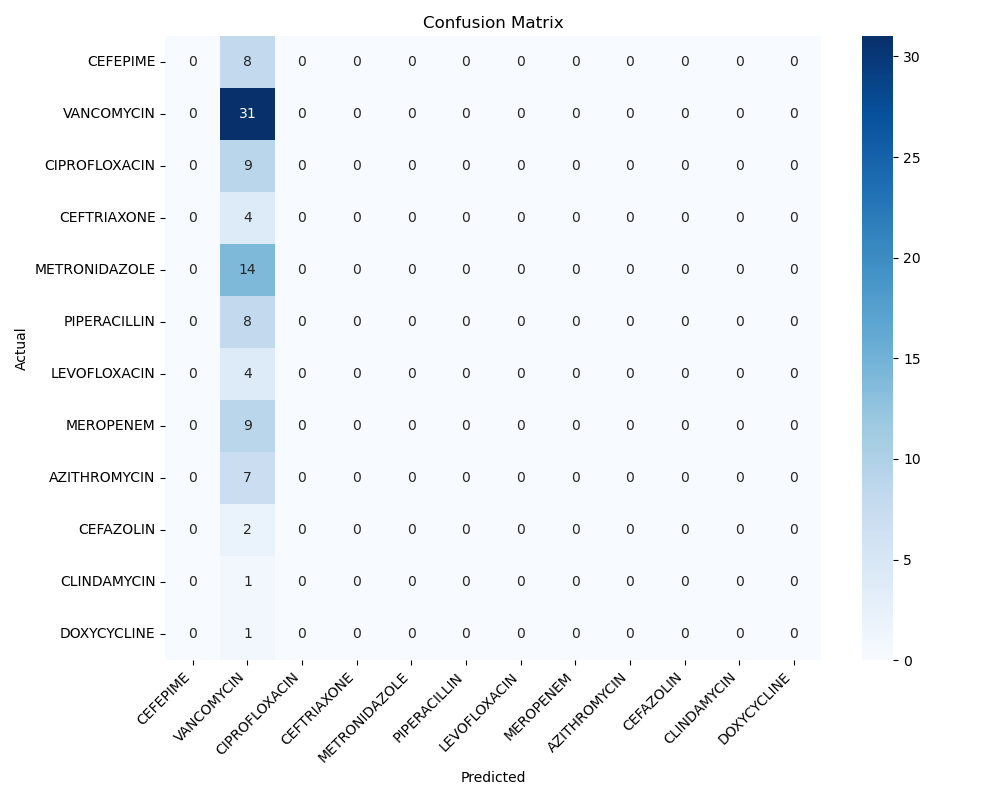 Confusion Matrix
Actual
CEFEPIME 0 8 0 0 0 0 0 0 0 0 0 0
VANCOMYCIN 0 31 0 0 0 0 0 0 0 0 0 0
CIPROFLOXACIN 0 9 0 0 0 0 0 0 0 0 0 0
CEFTRIAXONE 0 4 0 0 0 0 0 0 0 0 0 0
METRONIDAZOLE 0 14 0 0 0 0 0 0 0 0 0 0
PIPERACILLIN 0 8 0 0 0 0 0 0 0 0 0 0
LEVOFLOXACIN 0 4 0 0 0 0 0 0 0 0 0 0
MEROPENEM 0 9 0 0 0 0 0 0 0 0 0 0
AZITHROMYCIN 0 7 0 0 0 0 0 0 0 0 0 0
CEFAZOLIN 0 2 0 0 0 0 0 0 0 0 0 0
CLINDAMYCIN 0 1 0 0 0 0 0 0 0 0 0 0
DOXYCYCLINE 0 1 0 0 0 0 0 0 0 0 0 0
CEFEPIME
VANCOMYCIN
CIPROFLOXACIN
CEFTRIAXONE
METRONIDAZOLE
PIPERACILLIN
LEVOFLOXACIN
MEROPENEM
AZITHROMYCIN
CEFAZOLIN
CLINDAMYCIN
DOXYCYCLINE
Predicted
30
25
20
15
10
5
0